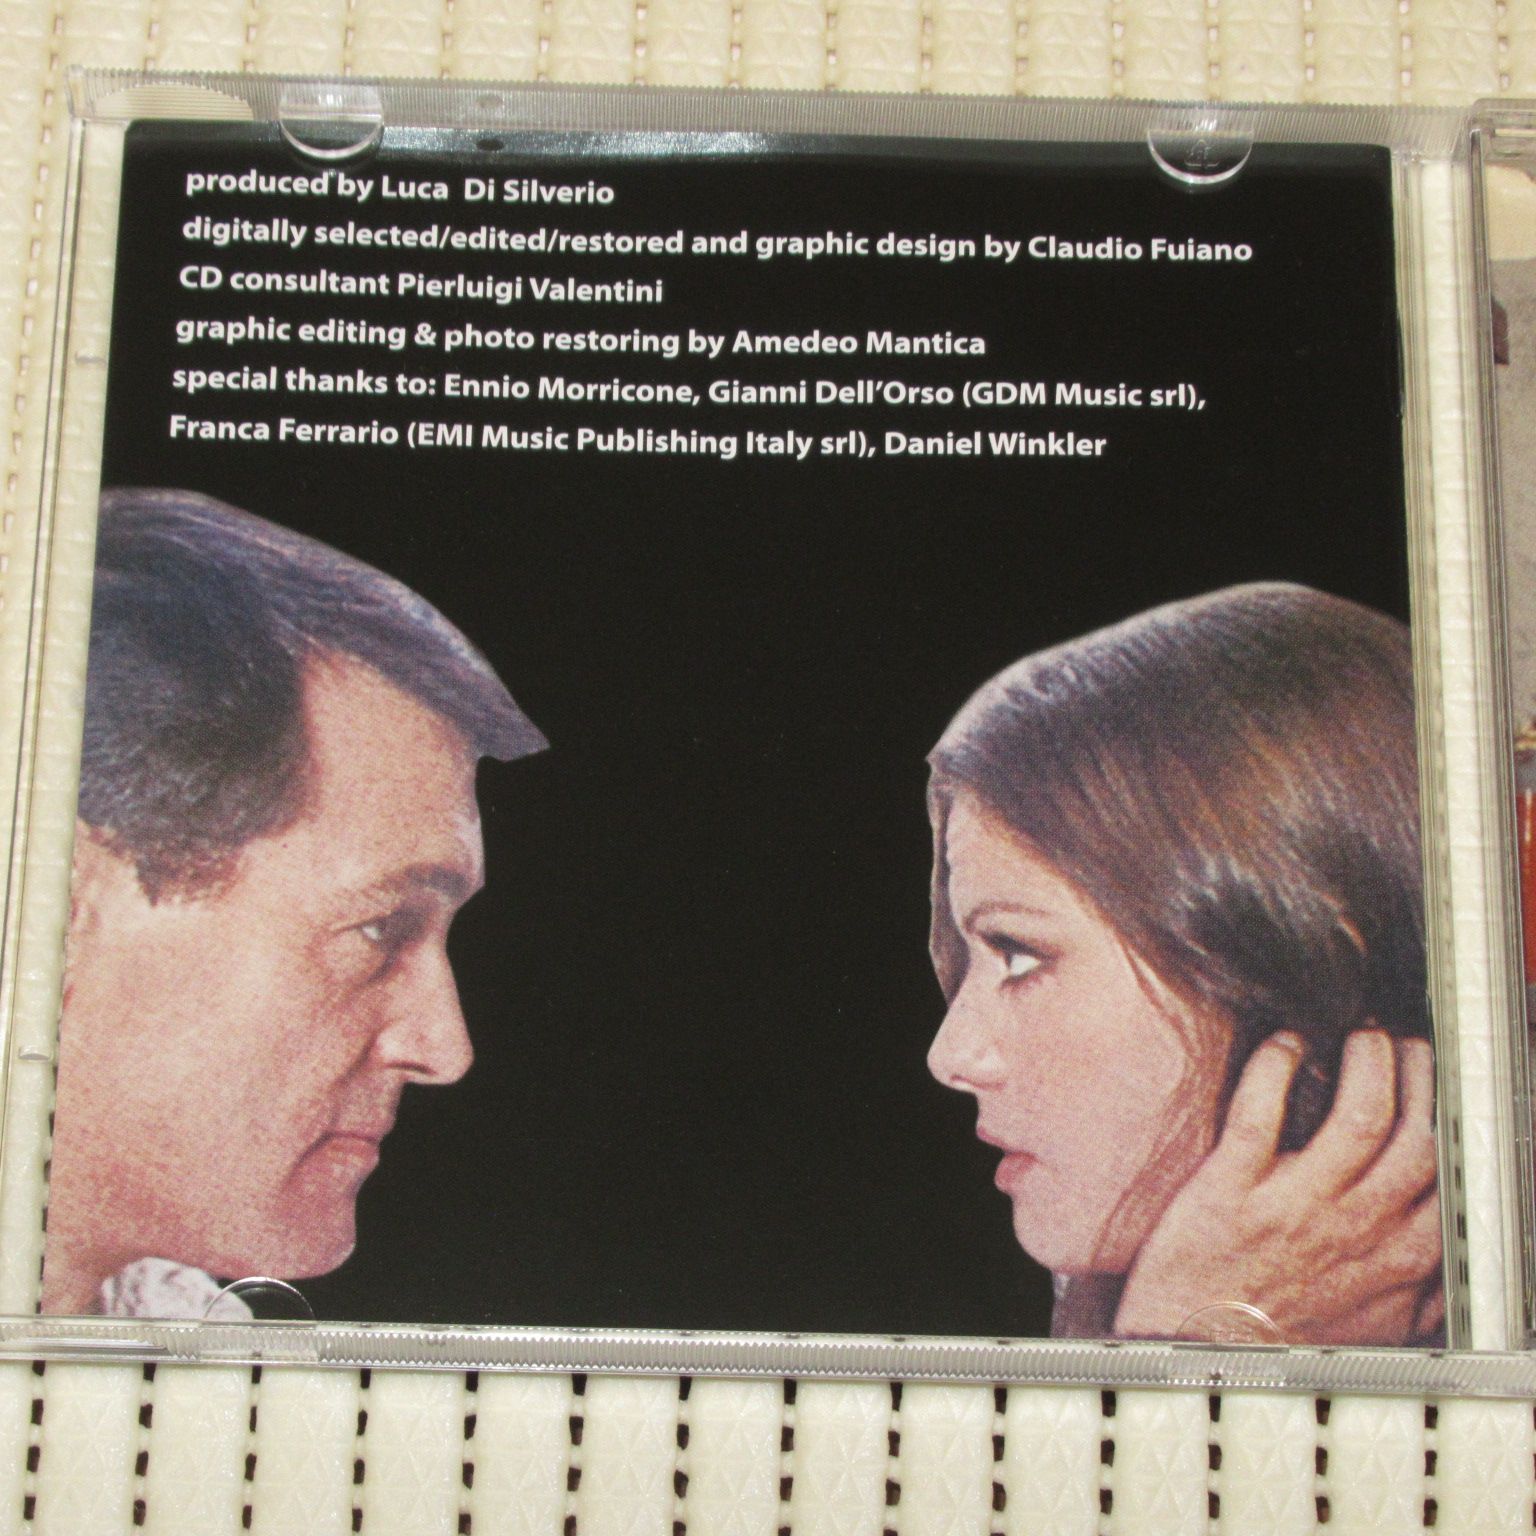 produced by Luca Di Silverio
digitally selected/edited/restored and graphic design by Claudio Fuiano
CD consultant Pierluigi Valentini
graphic editing & photo restoring by Amedeo Mantica
special thanks to: Ennio Morricone, Gianni Dell'Orso (GDM Music srl),
Franca Ferrario (EMI Music Publishing Italy srl), Daniel Winkler